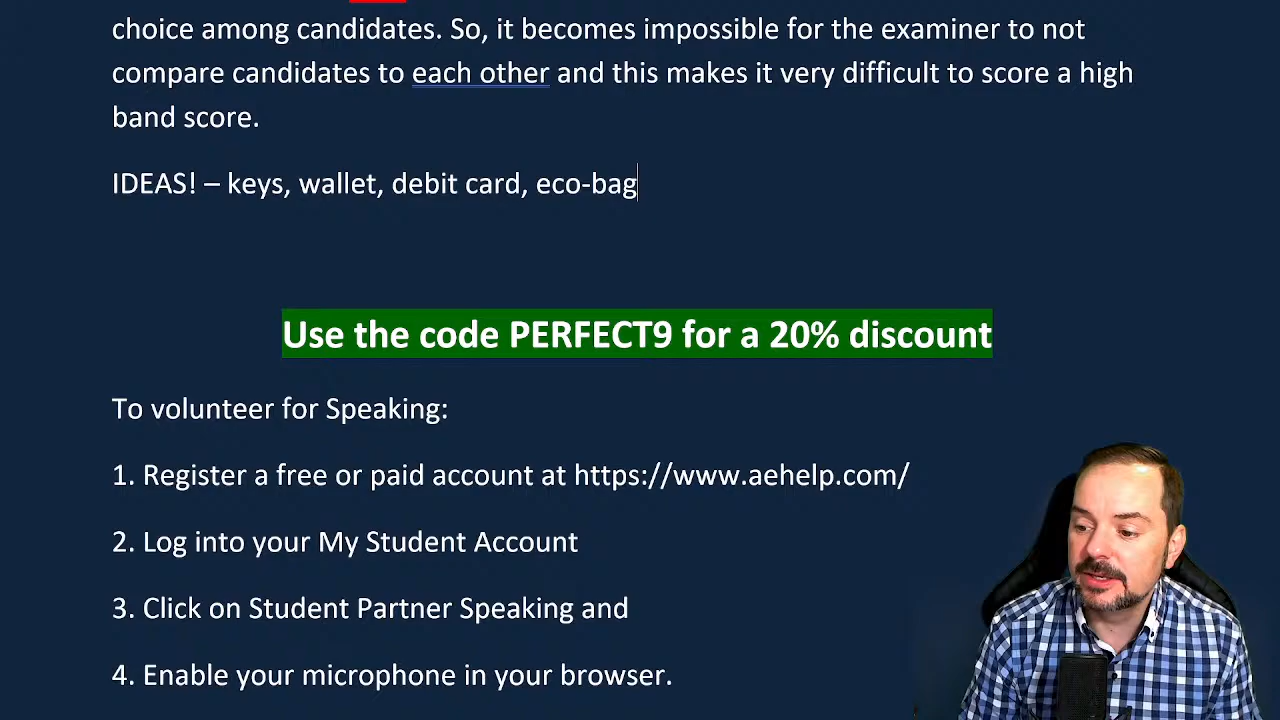 choice among candidates. So, it becomes impossible for the examiner to not
compare candidates to each other and this makes it very difficult to score a high
band score.
IDEAS! – keys, wallet, debit card, eco-bag
Use the code PERFECT9 for a 20% discount
To volunteer for Speaking:
1. Register a free or paid account at https://www.aehelp.com/
2. Log into your My Student Account
3. Click on Student Partner Speaking and
4. Enable your microphone in your browser.